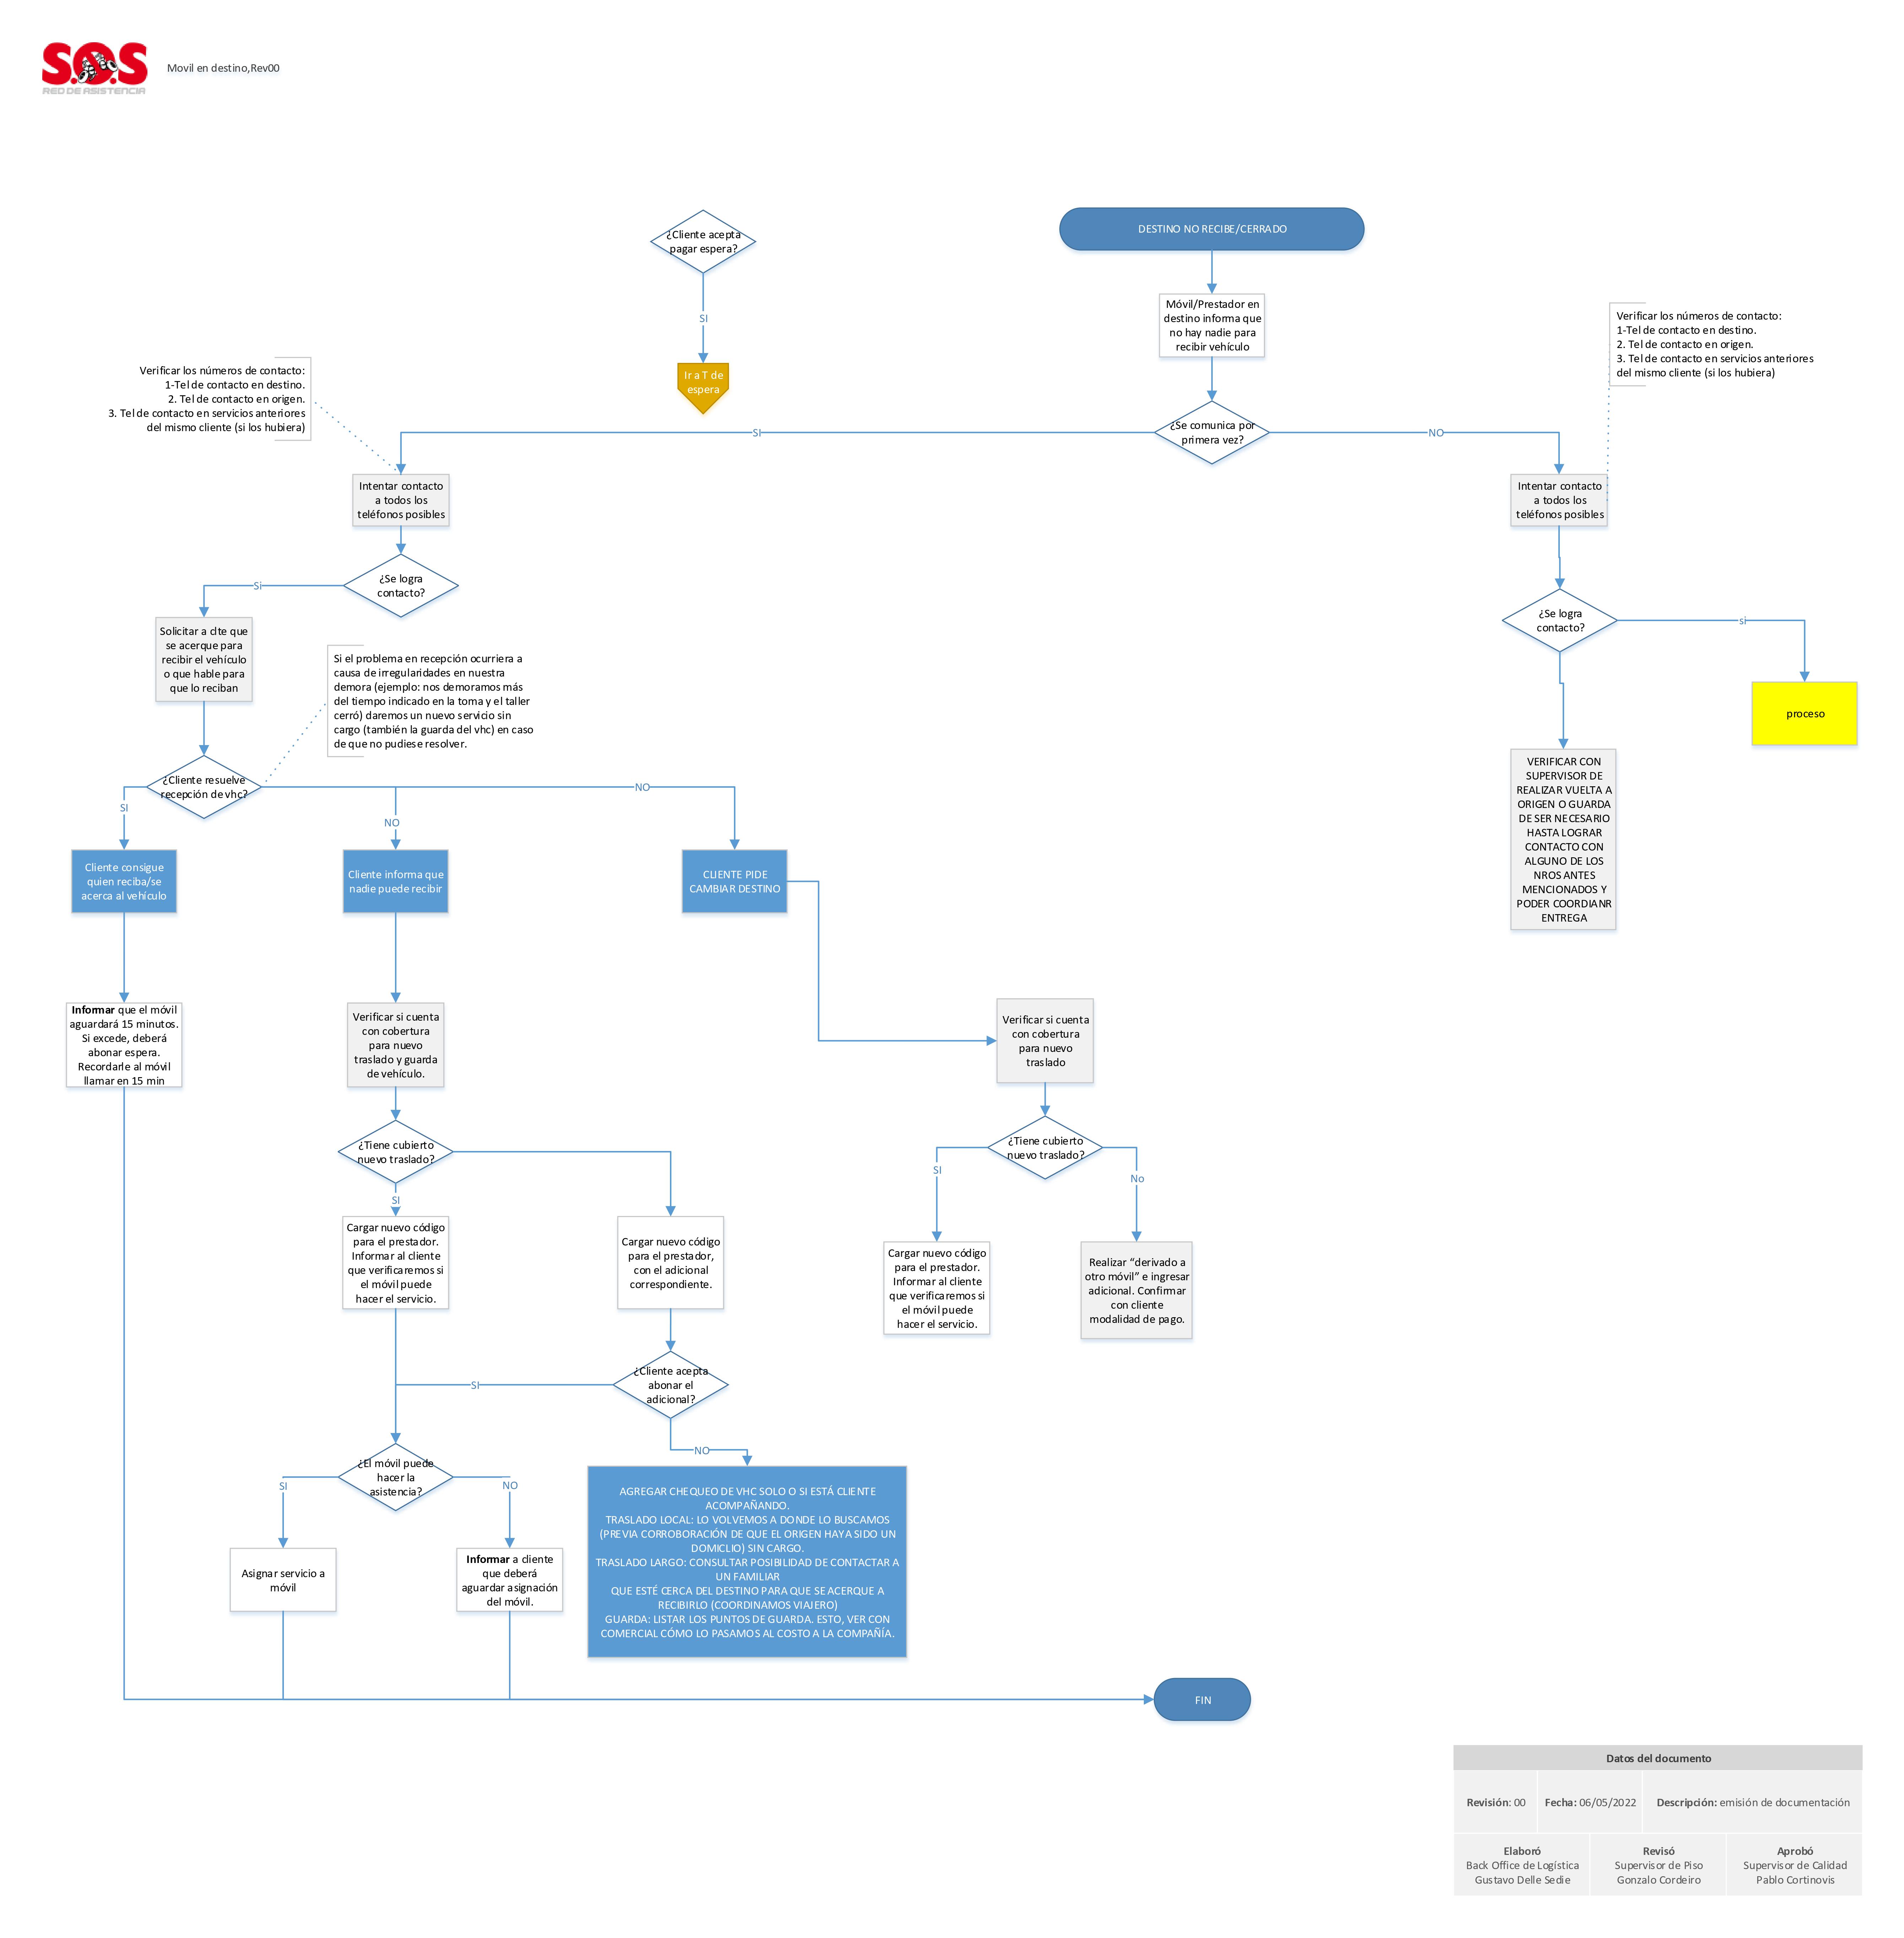 S.O.S
RED DE ASISTENCIA
Movil en destino,Rev00
¿Cliente acepta
pagar espera?
SI
Ir a T de
espera
DESTINO NO RECIBE/CERRADO
Móvil/Prestador en
destino informa que
no hay nadie para
recibir vehículo
¿Se comunica por
primera vez?
SI
NO
Verificar los números de contacto:
1-Tel de contacto en destino.
2. Tel de contacto en origen.
3. Tel de contacto en servicios anteriores
del mismo cliente (si los hubiera)
Verificar los números de contacto:
1-Tel de contacto en destino.
2. Tel de contacto en origen.
3. Tel de contacto en servicios anteriores
del mismo cliente (si los hubiera)
Intentar contacto
a todos los
teléfonos posibles
¿Se logra
contacto?
Si
Intentar contacto
a todos los
teléfonos posibles
¿Se logra
contacto?
si
proceso
VERIFICAR CON
SUPERVISOR DE
REALIZAR VUELTA A
ORIGEN O GUARDA
DE SER NECESARIO
HASTA LOGRAR
CONTACTO CON
ALGUNO DE LOS
NROS ANTES
MENCIONADOS Y
PODER COORDIANR
ENTREGA
Solicitar a clte que
se acerque para
recibir el vehículo
o que hable para
que lo reciban
Si el problema en recepción ocurriera a
causa de irregularidades en nuestra
demora (ejemplo: nos demoramos más
del tiempo indicado en la toma y el taller
cerró) daremos un nuevo servicio sin
cargo (también la guarda del vhc) en caso
de que no pudiese resolver.
¿Cliente resuelve
recepción de vhc?
SI
NO
NO
Cliente consigue
quien reciba/se
acerca al vehículo
Cliente informa que
nadie puede recibir
CLIENTE PIDE
CAMBIAR DESTINO
Informar que el móvil
aguardará 15 minutos.
Si excede, deberá
abonar espera.
Recordarle al móvil
llamar en 15 min
Verificar si cuenta
con cobertura
para nuevo
traslado y guarda
de vehículo.
Verificar si cuenta
con cobertura
para nuevo
traslado
¿Tiene cubierto
nuevo traslado?
SI
¿Tiene cubierto
nuevo traslado?
SI
No
Cargar nuevo código
para el prestador.
Informar al cliente
que verificaremos si
el móvil puede
hacer el servicio.
Cargar nuevo código
para el prestador,
con el adicional
correspondiente.
Cargar nuevo código
para el prestador.
Informar al cliente
que verificaremos si
el móvil puede
hacer el servicio.
Realizar “derivado a
otro móvil” e ingresar
adicional. Confirmar
con cliente
modalidad de pago.
¿Cliente acepta
abonar el
adicional?
SI
NO
¿El móvil puede
hacer la
asistencia?
SI
NO
AGREGAR CHEQUEO DE VHC SOLO O SI ESTÁ CLIENTE
ACOMPAÑANDO.
TRASLADO LOCAL: LO VOLVEMOS A DONDE LO BUSCAMOS
(PREVIA CORROBORACIÓN DE QUE EL ORIGEN HAYA SIDO UN
DOMICLIO) SIN CARGO.
TRASLADO LARGO: CONSULTAR POSIBILIDAD DE CONTACTAR A
UN FAMILIAR
QUE ESTÉ CERCA DEL DESTINO PARA QUE SE ACERQUE A
RECIBIRLO (COORDINAMOS VIAJERO)
GUARDA: LISTAR LOS PUNTOS DE GUARDA. ESTO, VER CON
COMERCIAL CÓMO LO PASAMOS AL COSTO A LA COMPAÑÍA.
Asignar servicio a
móvil
Informar a cliente
que deberá
aguardar asignación
del móvil.
FIN
Datos del documento
Revisión: 00
Fecha: 06/05/2022
Descripción: emisión de documentación
Elaboró
Back Office de Logística
Gustavo Delle Sedie
Revisó
Supervisor de Piso
Gonzalo Cordeiro
Aprobó
Supervisor de Calidad
Pablo Cortinovis